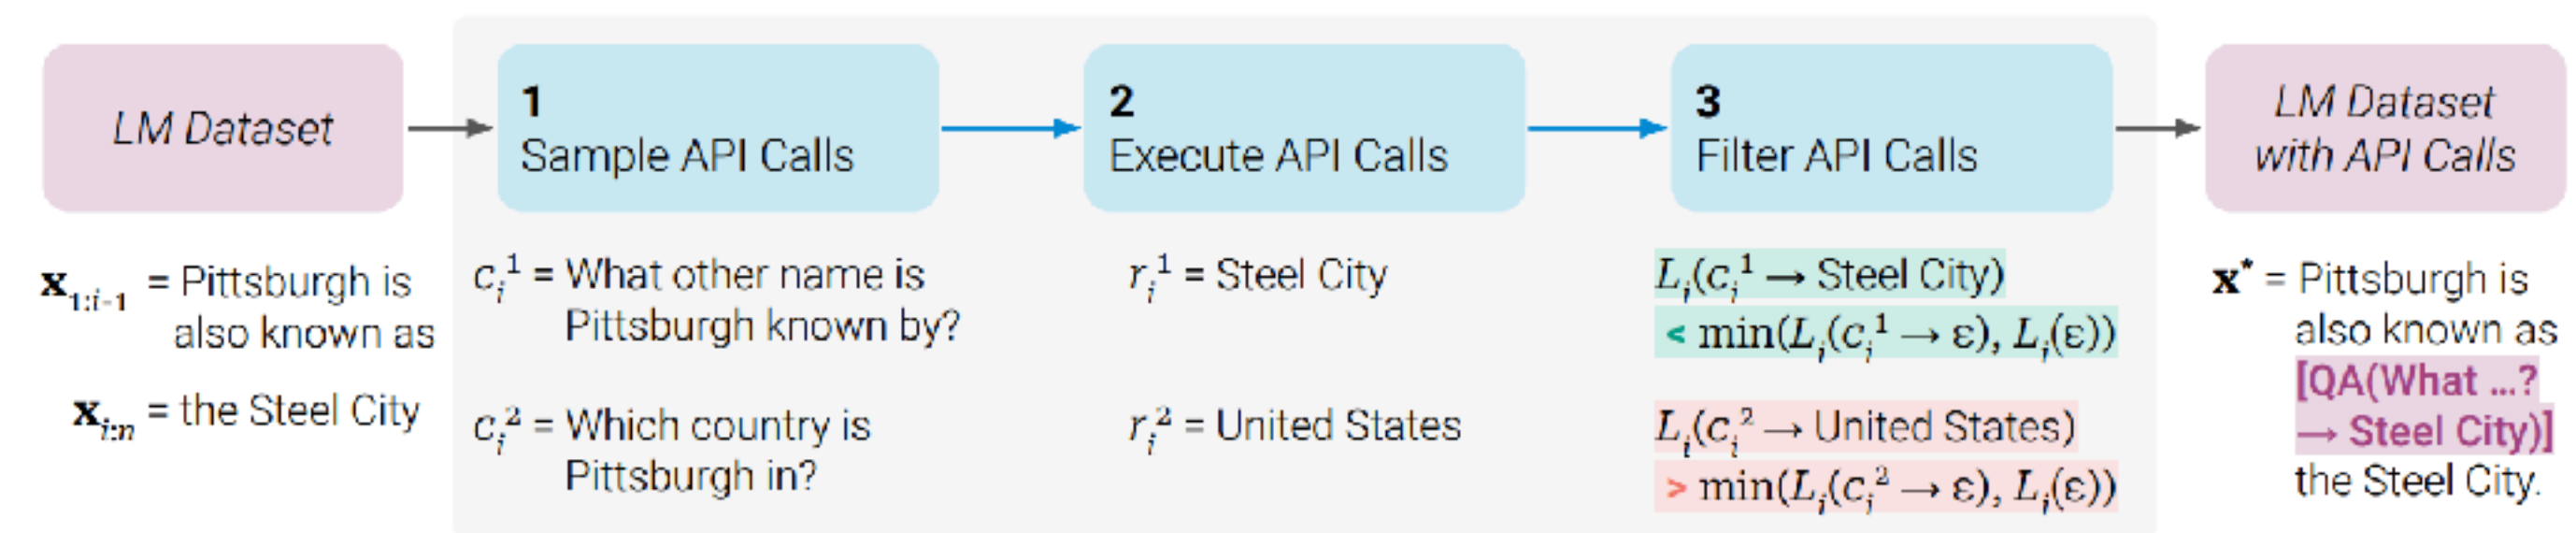 LM Dataset
1
Sample API Calls
2
Execute API Calls
3
Filter API Calls
LM Dataset
with API Calls
x1:i-1 = Pittsburgh is
also known as
xi:n = the Steel City
ci1 = What other name is
Pittsburgh known by?
ci2 = Which country is
Pittsburgh in?
ri1 = Steel City
ri2 = United States
Li(ci1 → Steel City)
< min(Li(ci1 → ε), Li(ε))
Li(ci2 → United States)
> min(Li(ci2 → ε), Li(ε))
x* = Pittsburgh is
also known as
[QA(What ...?
→ Steel City)]
the Steel City.